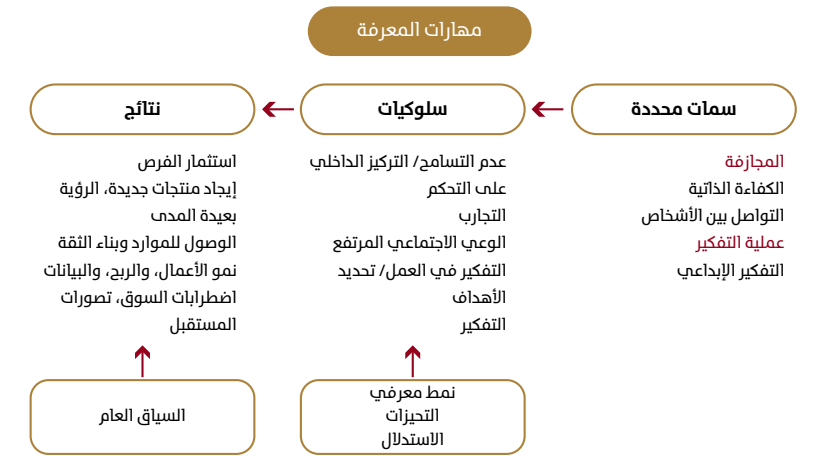 مهارات المعرفة
سمات محددة
المجازفة
الكفاءة الذاتية
التواصل بين الأشخاص
عملية التفكير
التفكير الإبداعي
سلوكيات
عدم التسامح/ التركيز الداخلي
على التحكم
التجارب
الوعي الاجتماعي المرتفع
التفكير في العمل/ تحديد
الأهداف
التفكير
نمط معرفي
التحيزات
الاستدلال
نتائج
استثمار الفرص
إيجاد منتجات جديدة، الرؤية
بعيدة المدى
الوصول للموارد وبناء الثقة
نمو الأعمال، والربح، والبيانات
اضطرابات السوق، تصورات
المستقبل
السياق العام